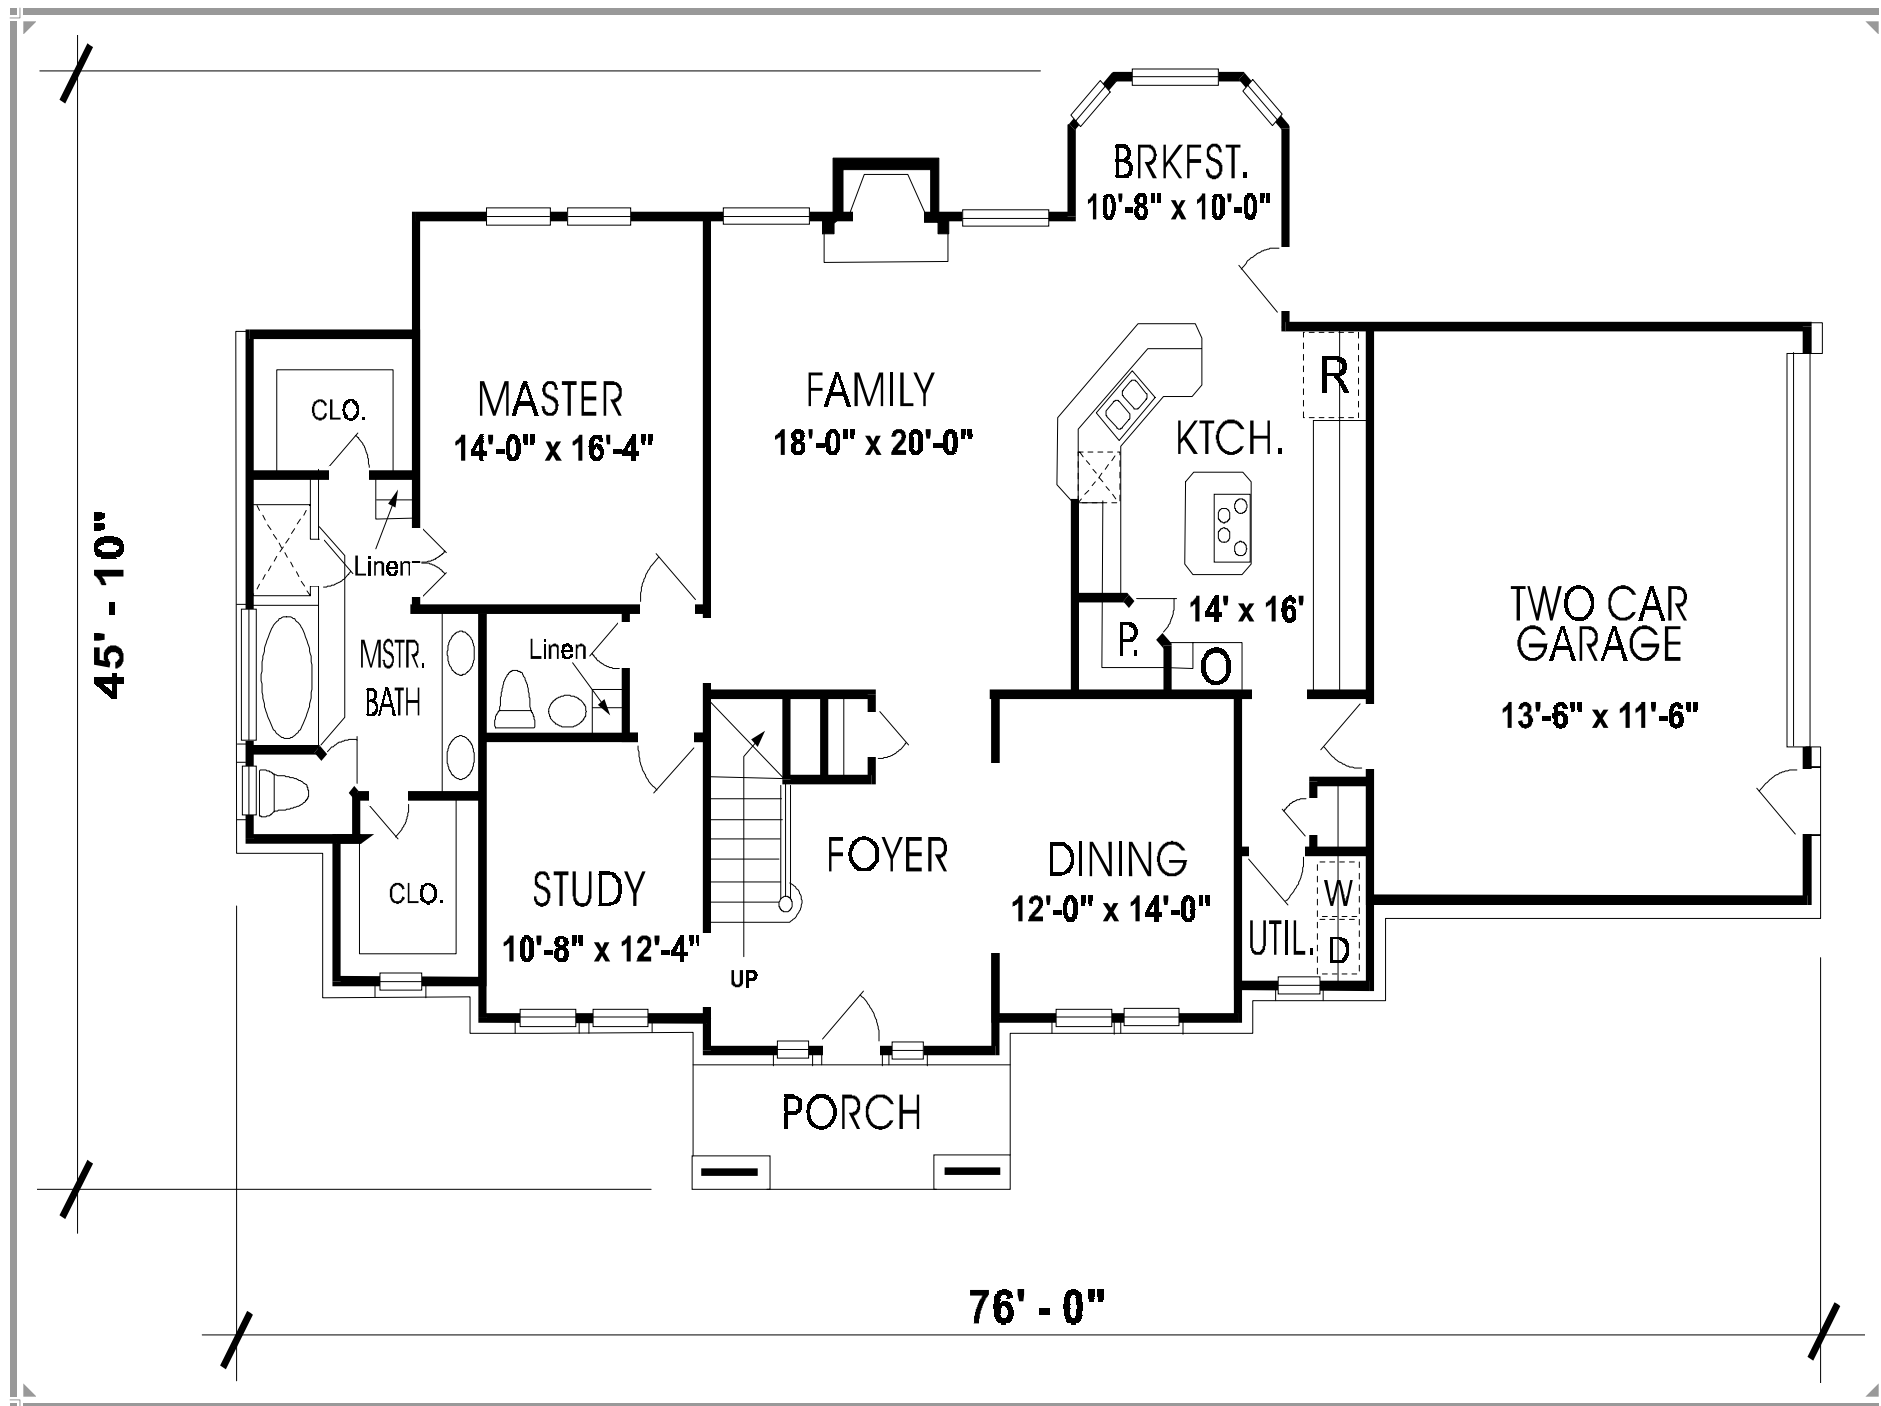 BRKFST.
10'-8" x 10'-0"
MASTER
14'-0" x 16'-4"
FAMILY
18'-0" x 20'-0"
R
KTCH.
14' x 16'
CLO.
Linen
MSTR.
BATH
Linen
P.
O
TWO CAR
GARAGE
13'-6" x 11'-6"
45' - 10"
FOYER
DINING
12'-0" x 14'-0"
STUDY
10'-8" x 12'-4"
CLO.
UP
W
D
UTIL.
PORCH
76' - 0"